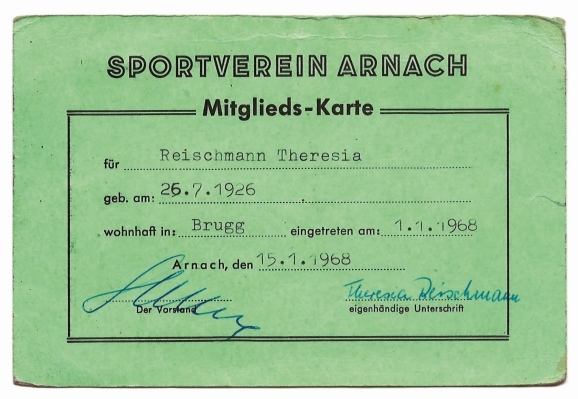 SPORTVEREIN ARNACH
Mitglieds-Karte
für Reischmann Theresia
geb. am: 26.7.1926
wohnhaft in: Brugg eingetreten am: 1.1.1968
Arnach, den 15.1.1968
Theresia Reischmann
Der Vorstand eigenhändige Unterschrift